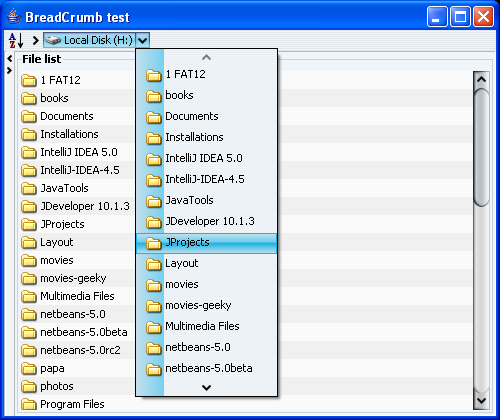 BreadCrumb test
Local Disk (H:)
File list
1 FAT12
books
Documents
Installations
IntelliJ IDEA 5.0
IntelliJ-IDEA-4.5
JavaTools
JDeveloper 10.1.3
JProjects
Layout
movies
movies-geeky
Multimedia Files
netbeans-5.0
netbeans-5.0beta
netbeans-5.0rc2
papa
photos
Program Files
1 FAT12
books
Documents
Installations
IntelliJ IDEA 5.0
IntelliJ-IDEA-4.5
JavaTools
JDeveloper 10.1.3
JProjects
Layout
movies
movies-geeky
Multimedia Files
netbeans-5.0
netbeans-5.0beta